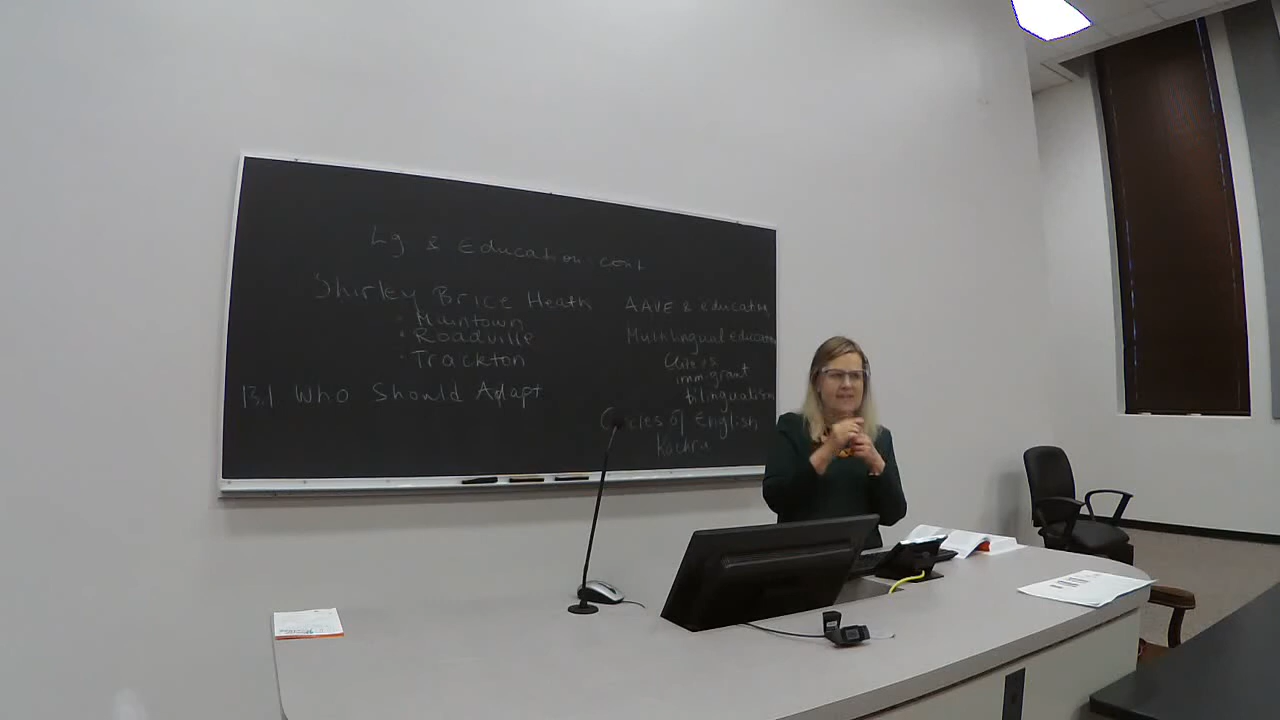 Lg & Education cont
Shirley Brice Heath
· Maintown
· Roadville
· Trackton
13.1 Who Should Adapt
AAVE & education
Multilingual education
immigrant
bilingualism
Circles of English
Kachru